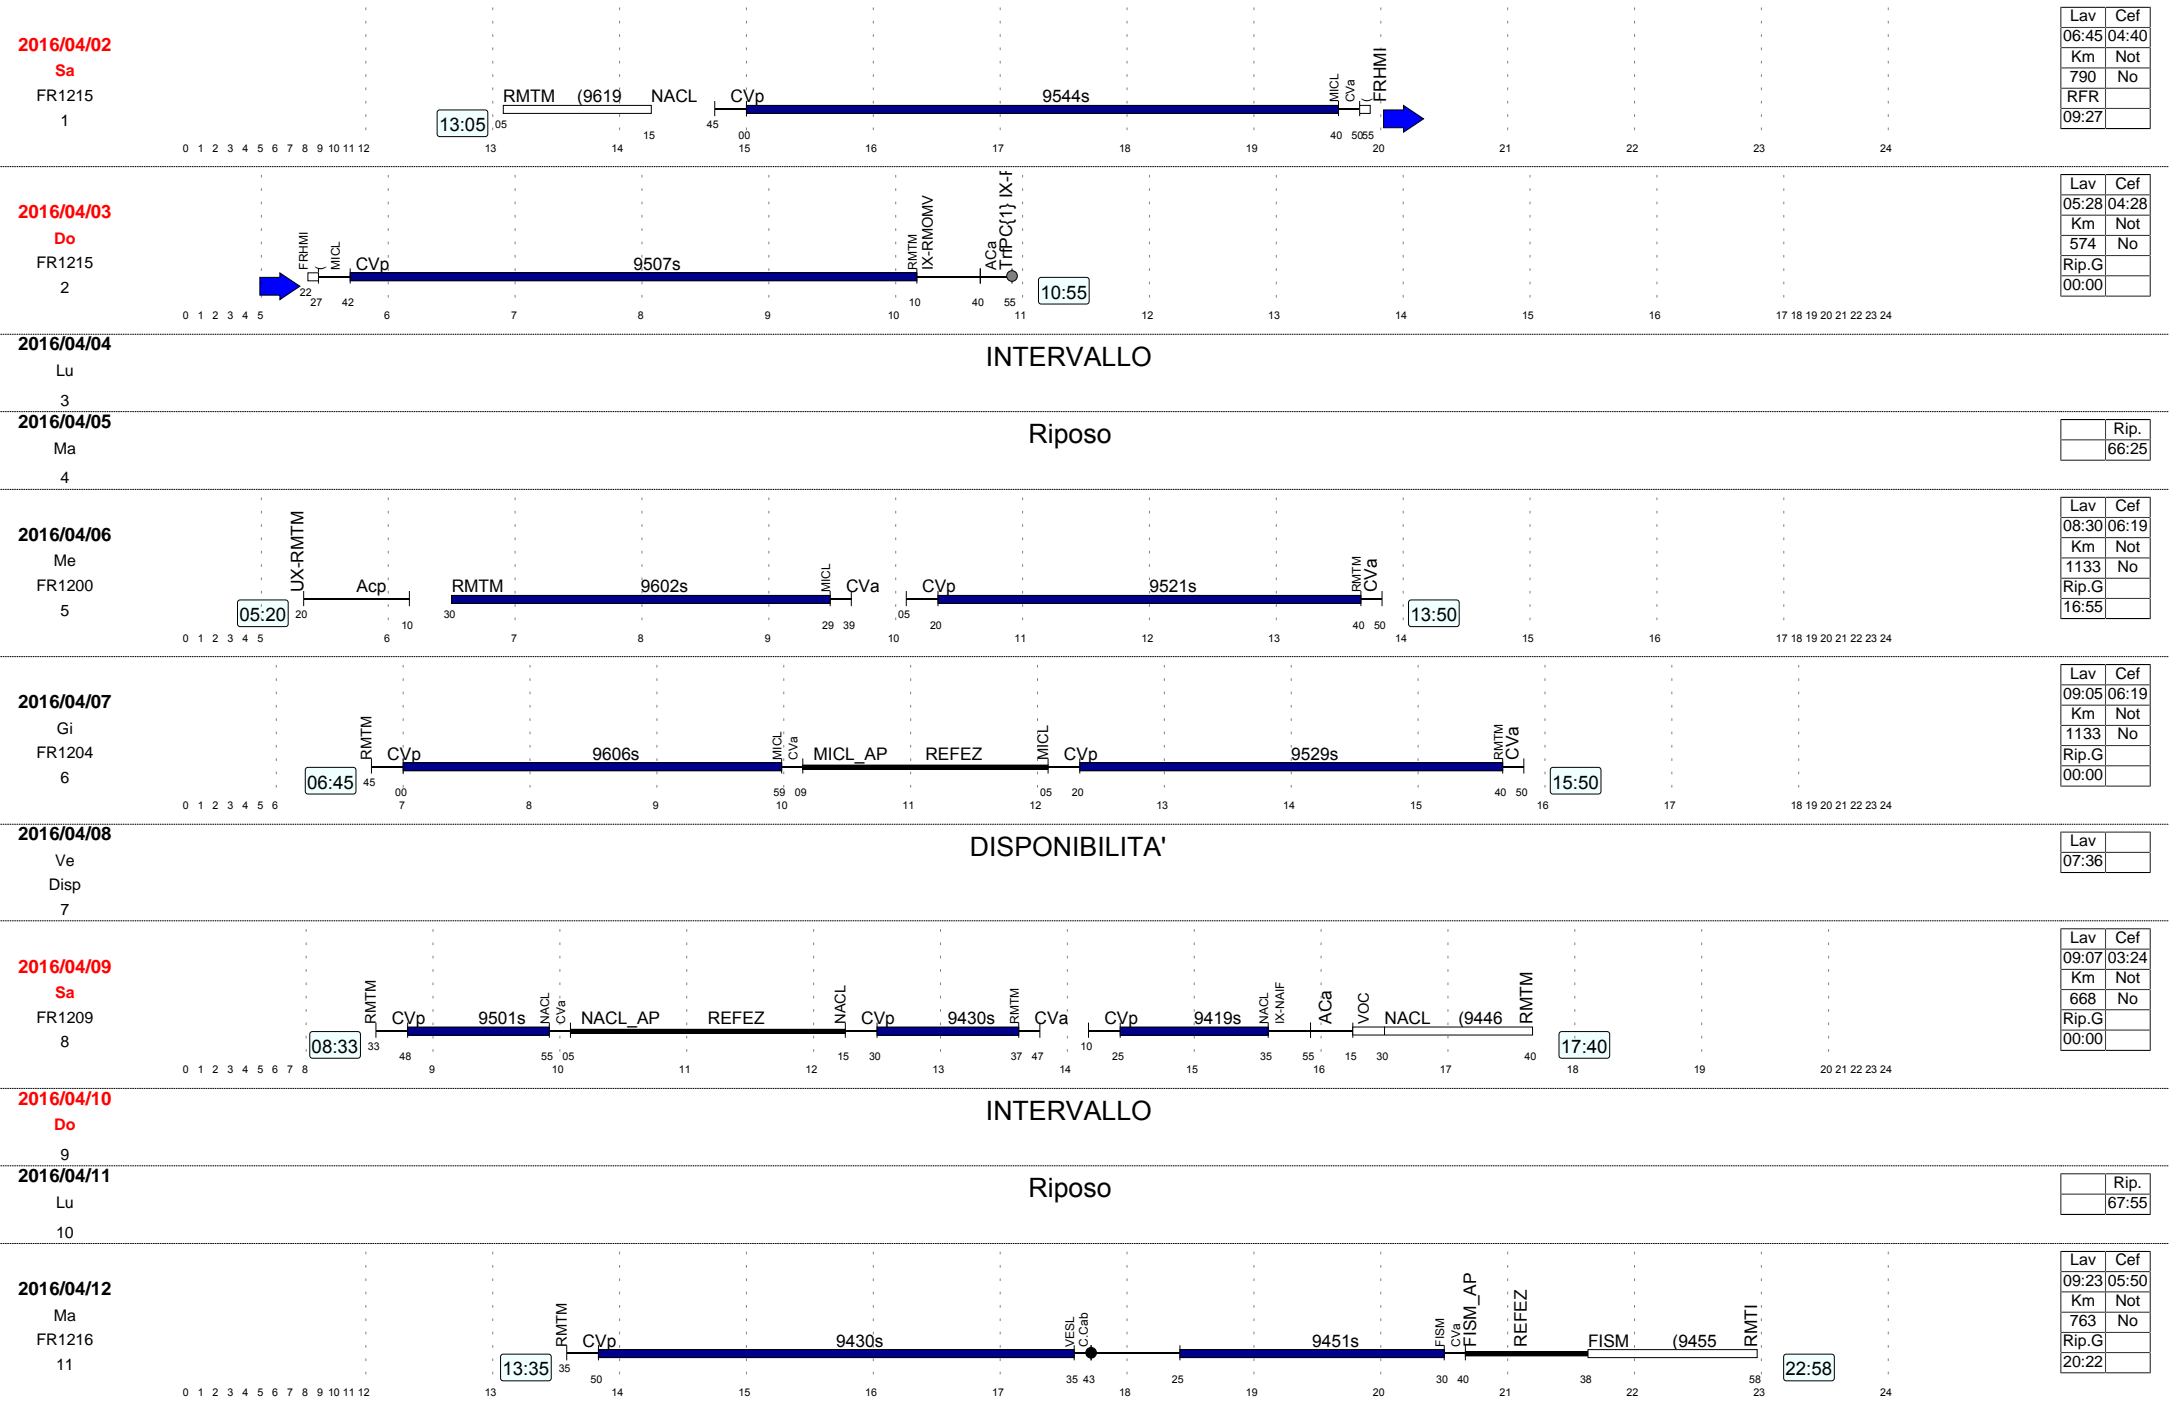 2016/04/02
Sa
FR1215
1
13:05
RMTM (9619 NACL CVp 9544s MICL CVa ( FRHMI
05 15 45 00 40 50 55
0 1 2 3 4 5 6 7 8 9 10 11 12 13 14 15 16 17 18 19 20 21 22 23 24
Lav Cef
06:45 04:40
Km Not
790 No
RFR
09:27
2016/04/03
Do
FR1215
2
FRHMI ( MICL CVp 9507s RMTM IX-RMOMV ACa TrfPC{1} IX-F
22 27 42 10 40 55
10:55
0 1 2 3 4 5 6 7 8 9 10 11 12 13 14 15 16 17 18 19 20 21 22 23 24
Lav Cef
05:28 04:28
Km Not
574 No
Rip.G
00:00
2016/04/04
Lu
3
INTERVALLO
2016/04/05
Ma
4
Riposo
Rip.
66:25
2016/04/06
Me
FR1200
5
05:20
UX-RMTM Acp RMTM 9602s MICL CVa CVp 9521s RMTM CVa
20 10 30 29 39 05 20 40 50
13:50
0 1 2 3 4 5 6 7 8 9 10 11 12 13 14 15 16 17 18 19 20 21 22 23 24
Lav Cef
08:30 06:19
Km Not
1133 No
Rip.G
16:55
2016/04/07
Gi
FR1204
6
06:45
RMTM CVp 9606s MICL CVa MICL_AP REFEZ MICL CVp 9529s RMTM CVa
45 00 59 09 05 20 40 50
15:50
0 1 2 3 4 5 6 7 8 9 10 11 12 13 14 15 16 17 18 19 20 21 22 23 24
Lav Cef
09:05 06:19
Km Not
1133 No
Rip.G
00:00
2016/04/08
Ve
Disp
7
DISPONIBILITA'
Lav
07:36
2016/04/09
Sa
FR1209
8
08:33
RMTM CVp 9501s NACL CVa NACL_AP REFEZ NACL CVp 9430s RMTM CVa CVp 9419s NACL IX-NAIF ACa VOC NACL (9446 RMTM
33 48 55 05 15 30 37 47 10 25 35 55 15 30 40
17:40
0 1 2 3 4 5 6 7 8 9 10 11 12 13 14 15 16 17 18 19 20 21 22 23 24
Lav Cef
09:07 03:24
Km Not
668 No
Rip.G
00:00
2016/04/10
Do
9
INTERVALLO
2016/04/11
Lu
10
Riposo
Rip.
67:55
2016/04/12
Ma
FR1216
11
13:35
RMTM CVp 9430s VESL C.Cab 9451s FISM CVa FISM_AP REFEZ FISM (9455 RMTI
35 50 35 43 25 30 40 38 58
22:58
0 1 2 3 4 5 6 7 8 9 10 11 12 13 14 15 16 17 18 19 20 21 22 23 24
Lav Cef
09:23 05:50
Km Not
763 No
Rip.G
20:22